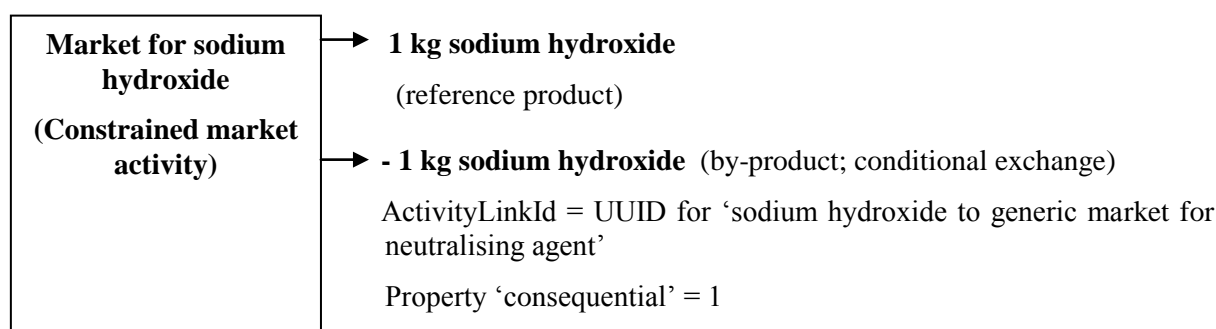 Market for sodium
hydroxide
(Constrained market
activity)
1 kg sodium hydroxide
(reference product)
- 1 kg sodium hydroxide (by-product; conditional exchange)
ActivityLinkId = UUID for ‘sodium hydroxide to generic market for
neutralising agent’
Property ‘consequential’ = 1